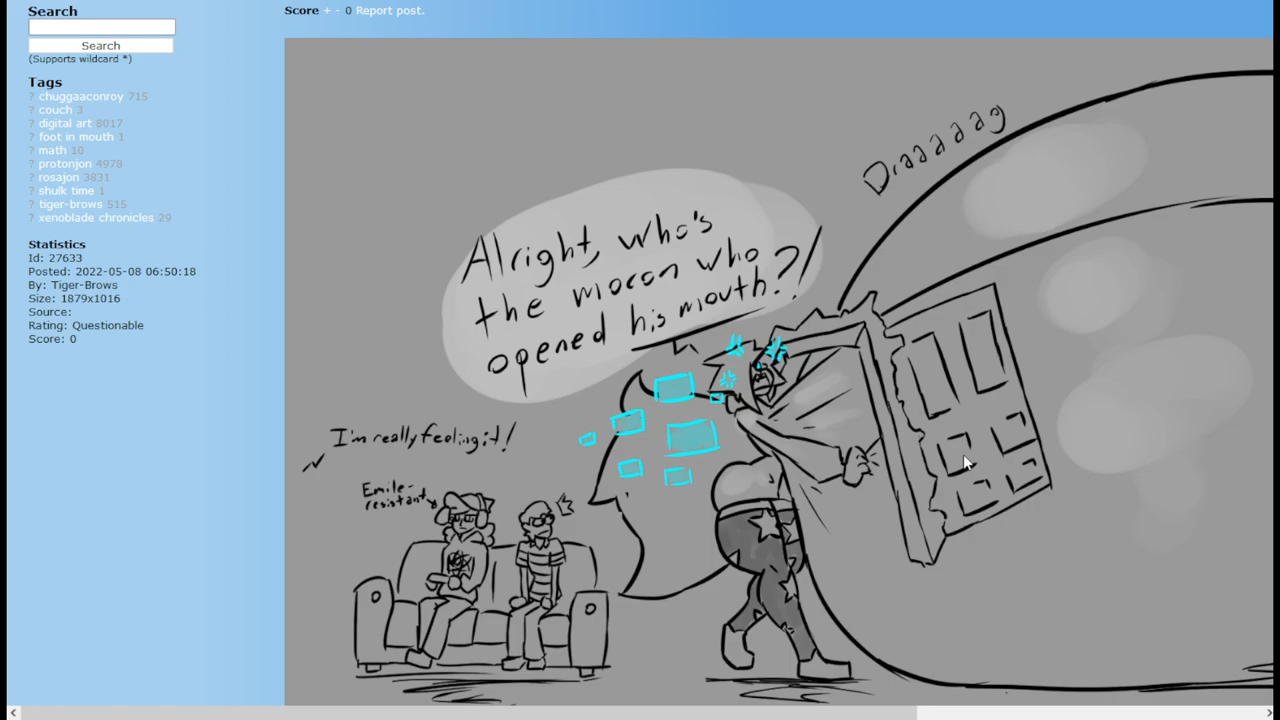 Search
Search
(Supports wildcard *)
Tags
? chuggaaconroy 715
? couch 3
? digital art 8017
? foot in mouth 1
? math 10
? protonjon 4978
? rosajon 3831
? shulk time 1
? tiger-brows 515
? xenoblade chronicles 29
Statistics
Id: 27633
Posted: 2022-05-08 06:50:18
By: Tiger-Brows
Size: 1879x1016
Source:
Rating: Questionable
Score: 0
Score + - 0 Report post.
Draaaaag
Alright, who's
the moron who
opened his mouth?!
I'm really feeling it!
Emile-
resistant